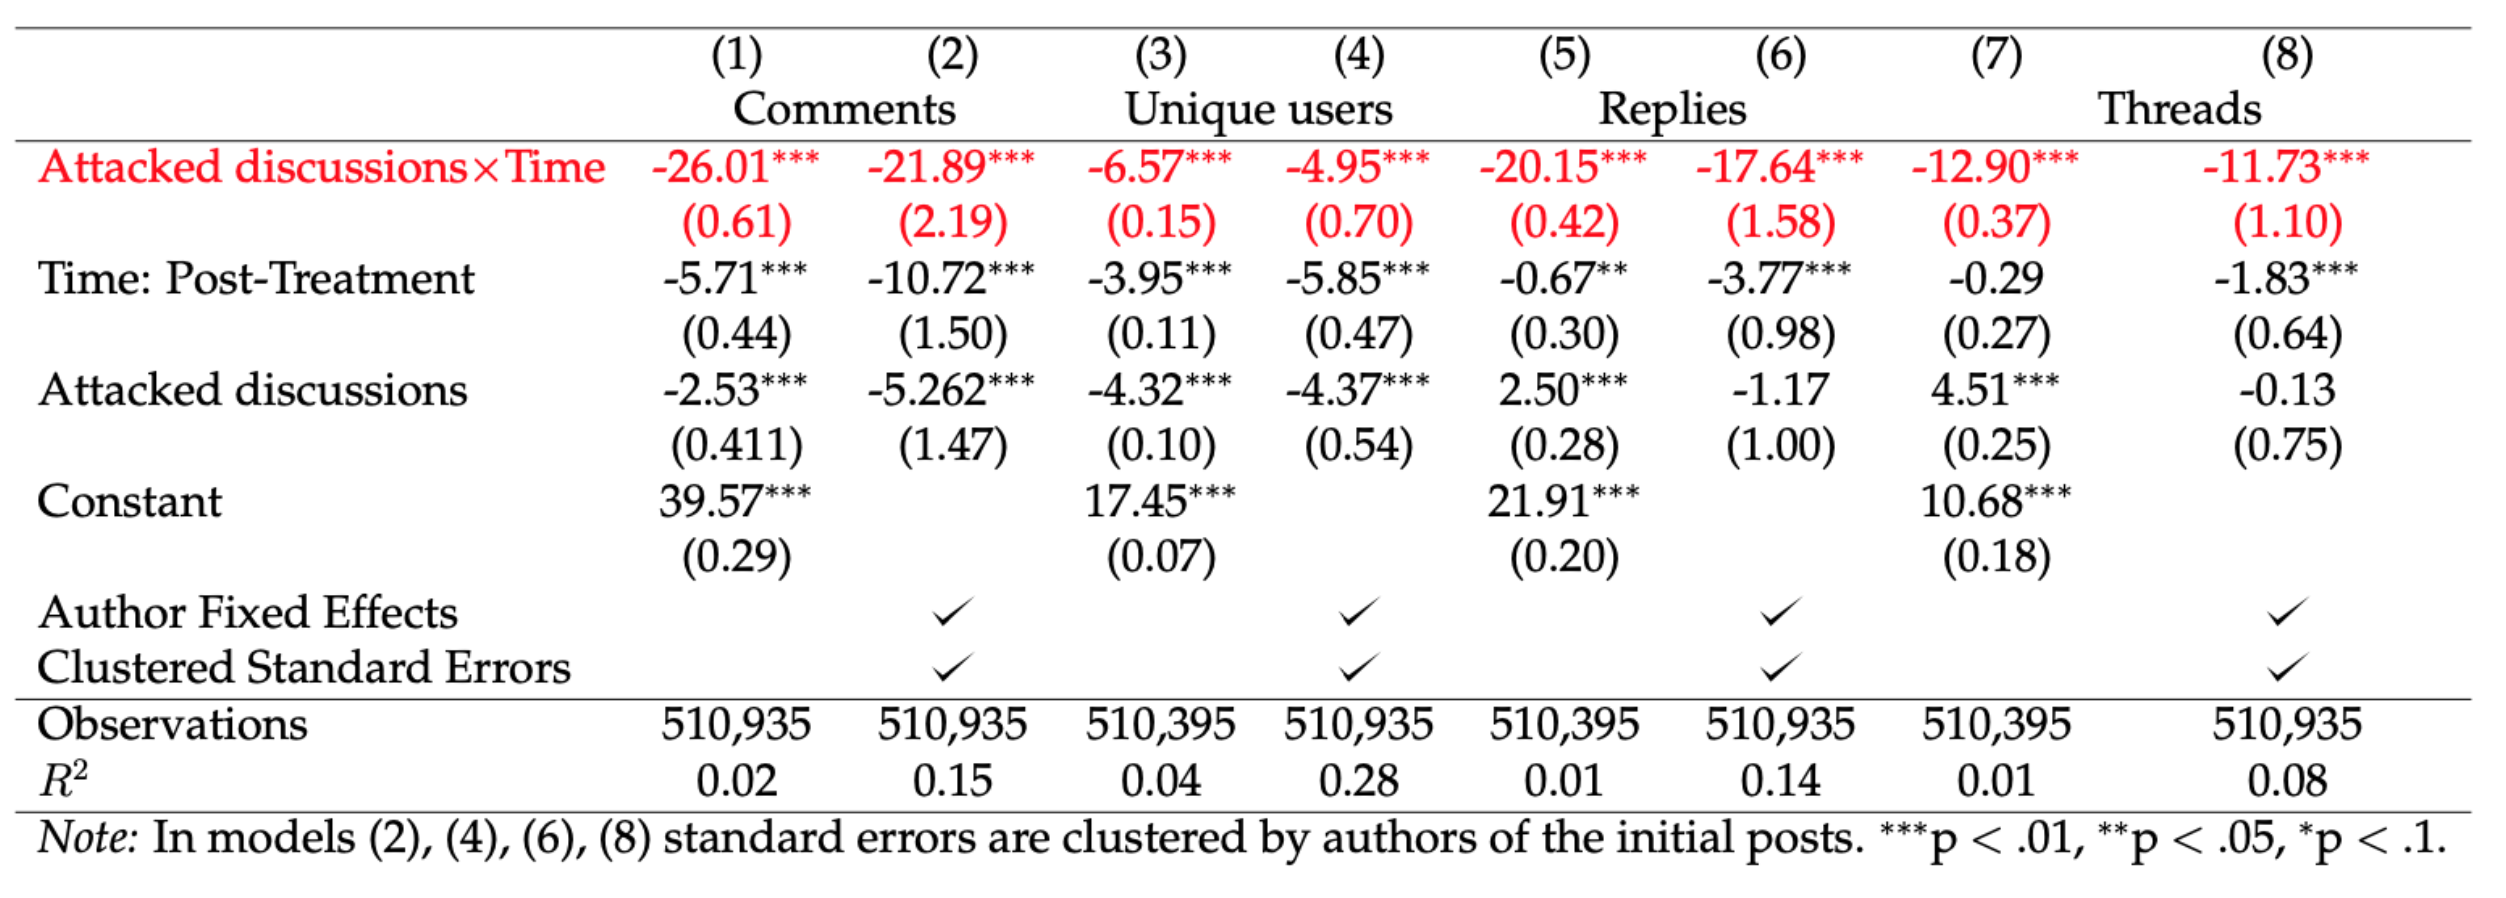 (1) (2) (3) (4) (5) (6) (7) (8)
Comments Unique users Replies Threads
Attacked discussions×Time -26.01*** -21.89*** -6.57*** -4.95*** -20.15*** -17.64*** -12.90*** -11.73***
(0.61) (2.19) (0.15) (0.70) (0.42) (1.58) (0.37) (1.10)
Time: Post-Treatment -5.71*** -10.72*** -3.95*** -5.85*** -0.67** -3.77*** -0.29 -1.83***
(0.44) (1.50) (0.11) (0.47) (0.30) (0.98) (0.27) (0.64)
Attacked discussions -2.53*** -5.262*** -4.32*** -4.37*** 2.50*** -1.17 4.51*** -0.13
(0.411) (1.47) (0.10) (0.54) (0.28) (1.00) (0.25) (0.75)
Constant 39.57*** 17.45*** 21.91*** 10.68***
(0.29) (0.07) (0.20) (0.18)
Author Fixed Effects ✓ ✓ ✓ ✓
Clustered Standard Errors ✓ ✓ ✓ ✓
Observations 510,935 510,935 510,395 510,935 510,395 510,935 510,395 510,935
R² 0.02 0.15 0.04 0.28 0.01 0.14 0.01 0.08
Note: In models (2), (4), (6), (8) standard errors are clustered by authors of the initial posts. ***p < .01, **p < .05, *p < .1.